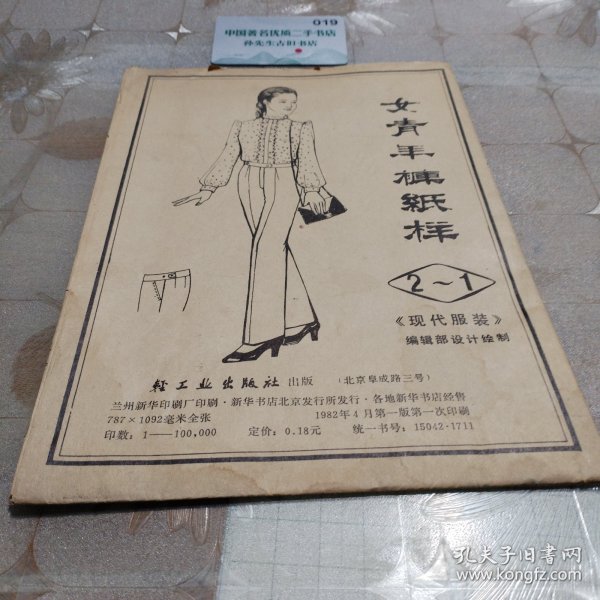 019
中国著名优质二手书店
孙先生古旧书店
女青年裤纸样
2~1
《现代服装》
编辑部设计绘制
轻工业出版社 出版 (北京阜成路三号)
兰州新华印刷厂印刷·新华书店北京发行所发行·各地新华书店经售
787×1092毫米全张 1982年4月第一版第一次印刷
印数:1——100,000 定价:0.18元 统一书号:15042·1711
孔夫子旧书网
www.kongfz.com